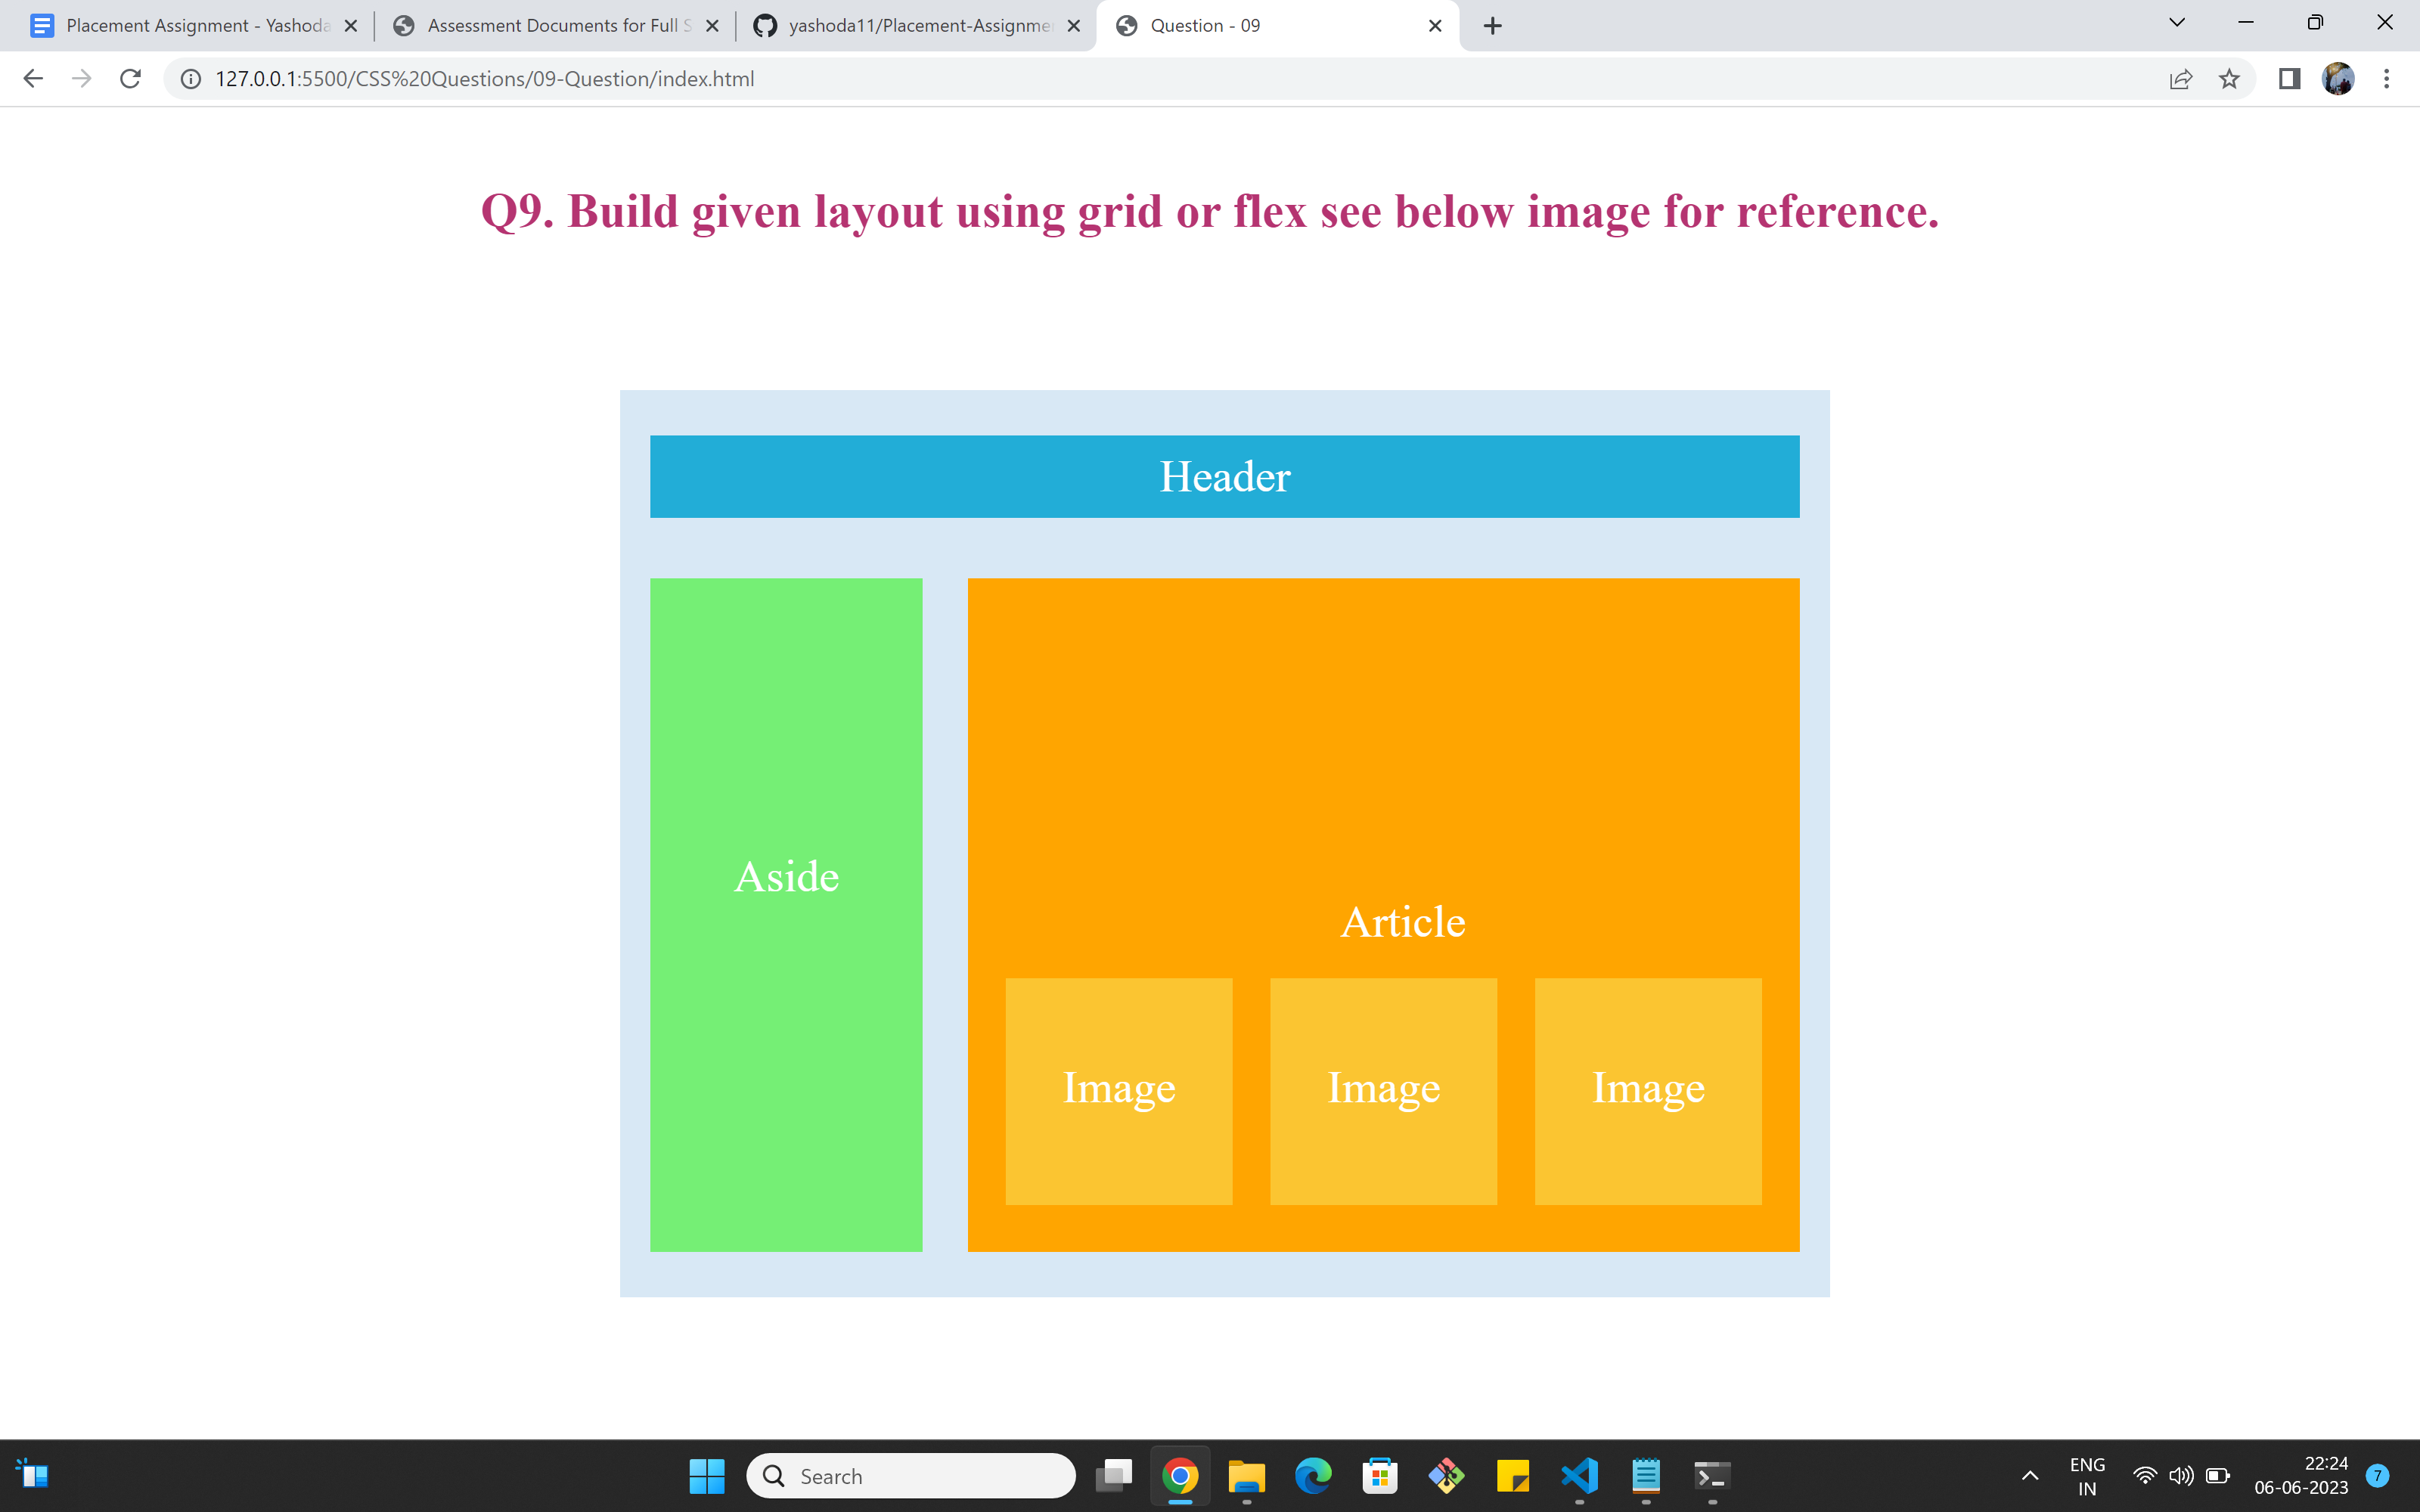 Placement Assignment - Yashoda
Assessment Documents for Full S
yashoda11/Placement-Assignmen
Question - 09
127.0.0.1:5500/CSS%20Questions/09-Question/index.html
Q9. Build given layout using grid or flex see below image for reference.
Header
Aside
Article
Image Image Image
Search
ENG
IN
22:24
06-06-2023
7